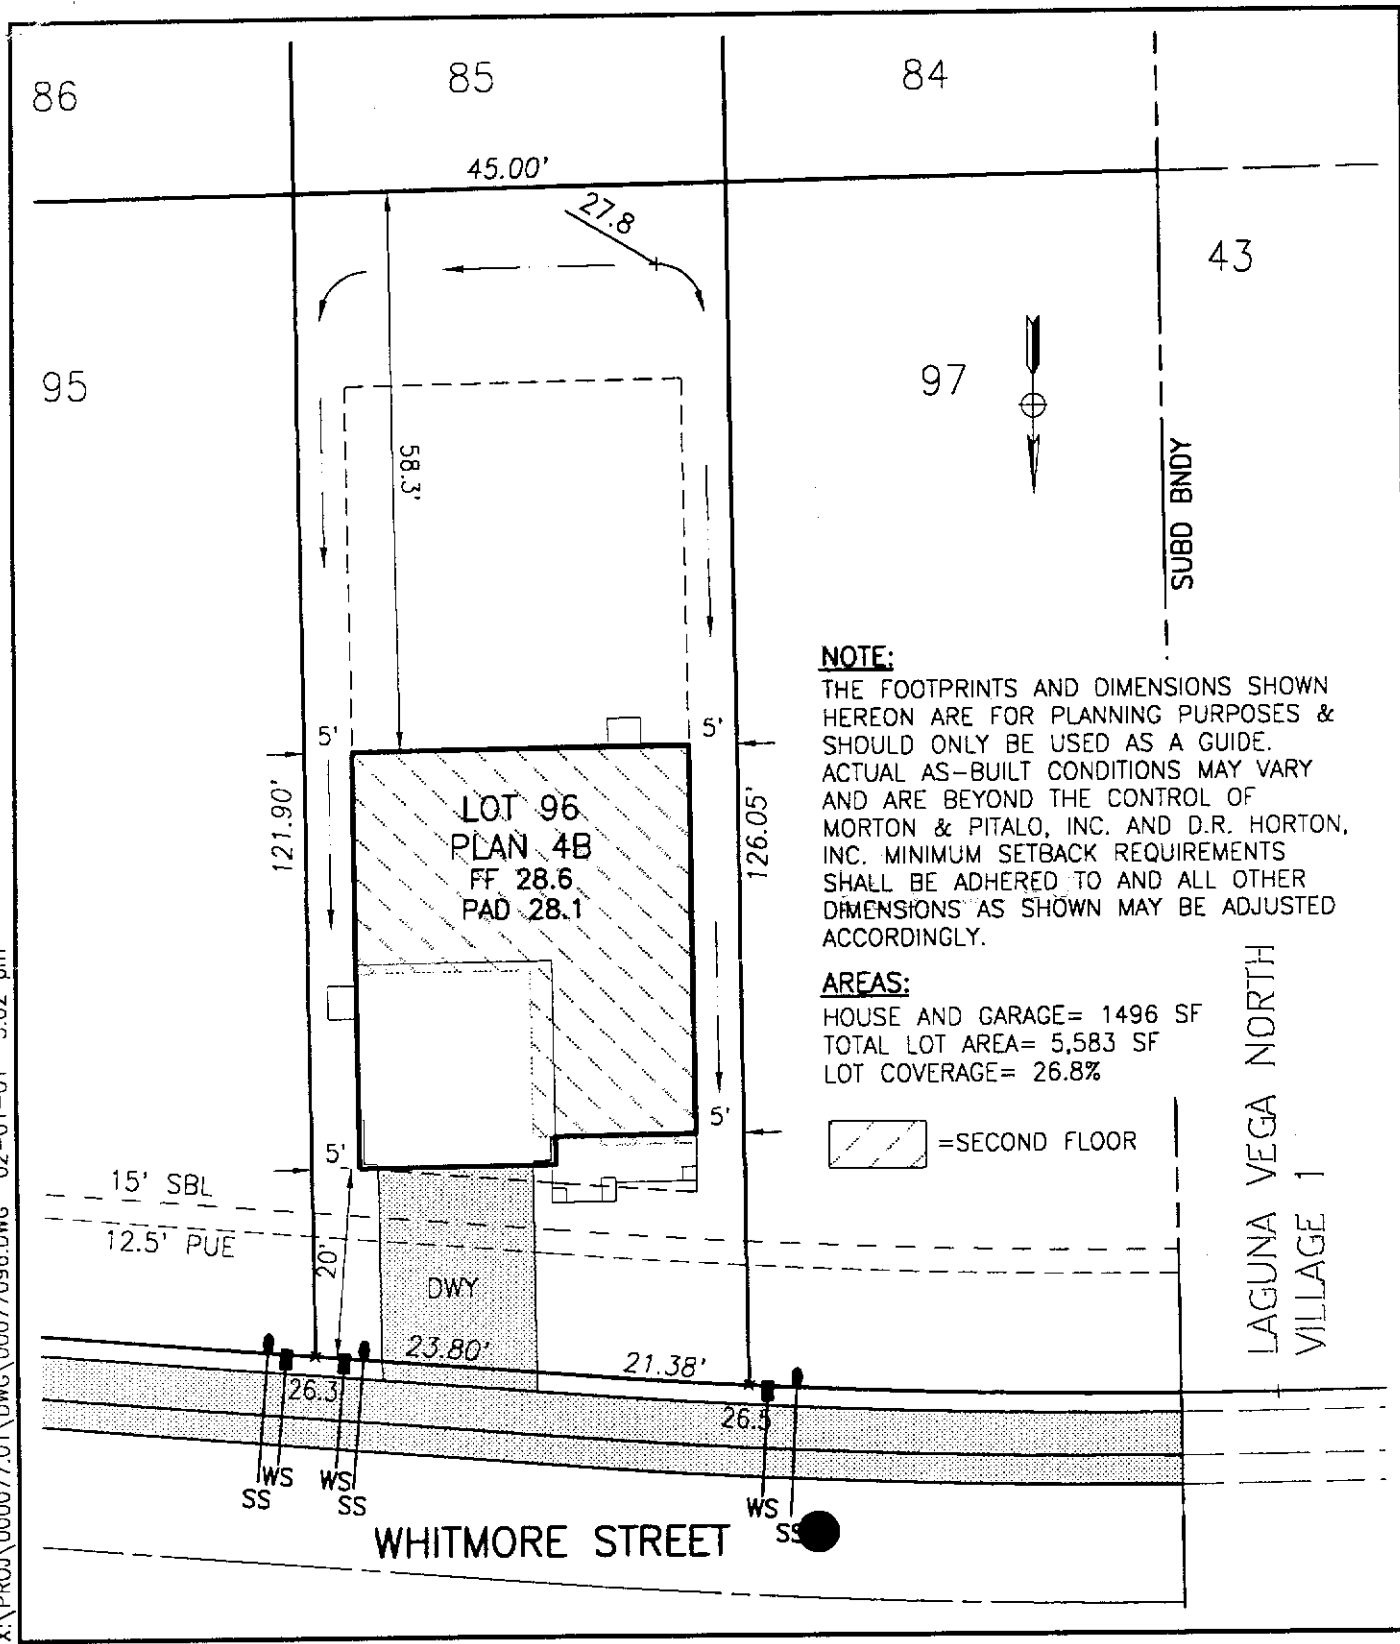 86
85
84
45.00'
27.8
43
95
97
58.3'
SUBD BNDY
NOTE:
THE FOOTPRINTS AND DIMENSIONS SHOWN
HEREON ARE FOR PLANNING PURPOSES &
SHOULD ONLY BE USED AS A GUIDE.
ACTUAL AS-BUILT CONDITIONS MAY VARY
AND ARE BEYOND THE CONTROL OF
MORTON & PITALO, INC. AND D.R. HORTON,
INC. MINIMUM SETBACK REQUIREMENTS
SHALL BE ADHERED TO AND ALL OTHER
DIMENSIONS AS SHOWN MAY BE ADJUSTED
ACCORDINGLY.
5'
5'
121.90'
LOT 96
PLAN 4B
FF 28.6
PAD 28.1
126.05'
AREAS:
HOUSE AND GARAGE= 1496 SF
TOTAL LOT AREA= 5,583 SF
LOT COVERAGE= 26.8%
=SECOND FLOOR
5'
5'
15' SBL
12.5' PUE
20'
DWY
23.80'
21.38'
26.3
26.5
LAGUNA VEGA NORTH
VILLAGE 1
SS
WS
WS
SS
WS
SS
WHITMORE STREET